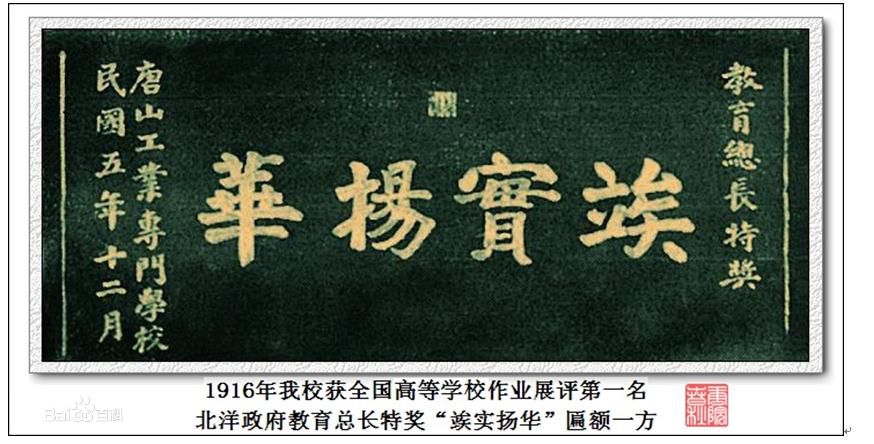 教育總長特獎
竢實楊華
唐山工業專門學校
民國五年十二月
1916年我校获全国高等学校作业展评第一名
北洋政府教育总长特奖“竢实扬华”匾额一方
Baidu百科